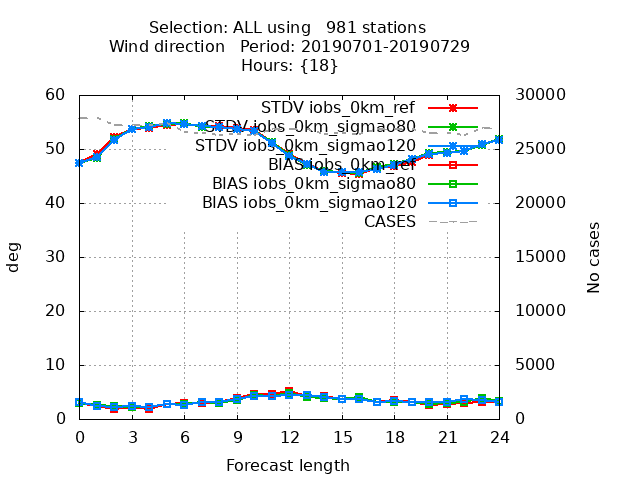 Selection: ALL using   981 stations
Wind direction   Period: 20190701-20190729
Hours: {18}
60
50
40
30
20
10
0
30000
25000
20000
15000
10000
5000
0
STDV iobs_0km_ref
STDV iobs_0km_sigmao80
STDV iobs_0km_sigmao120
BIAS iobs_0km_ref
BIAS iobs_0km_sigmao80
BIAS iobs_0km_sigmao120
CASES
deg
No cases
0 3 6 9 12 15 18 21 24
Forecast length